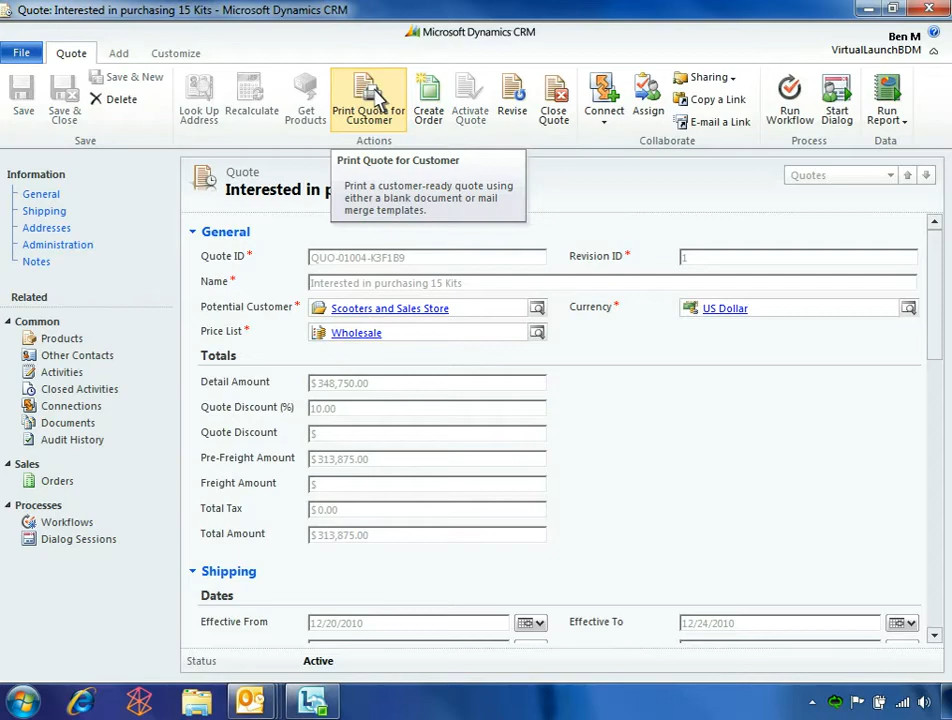 Quote: Interested in purchasing 15 Kits - Microsoft Dynamics CRM
Microsoft Dynamics CRM
Ben M
VirtualLaunchBDM
File
Quote
Add
Customize
Save
Save & Close
Save & New
Delete
Look Up Address
Recalculate
Get Products
Print Quote for Customer
Create Order
Activate Quote
Revise
Close Quote
Connect
Assign
Sharing
Copy a Link
E-mail a Link
Run Workflow
Start Dialog
Run Report
Save
Actions
Collaborate
Process
Data
Print Quote for Customer
Print a customer-ready quote using
either a blank document or mail
merge templates.
Information
General
Shipping
Addresses
Administration
Notes
Related
Common
Products
Other Contacts
Activities
Closed Activities
Connections
Documents
Audit History
Sales
Orders
Processes
Workflows
Dialog Sessions
Quote
Interested in p
Quotes
General
Quote ID*
QUO-01004-K3F1B9
Revision ID*
1
Name*
Interested in purchasing 15 Kits
Potential Customer*
Scooters and Sales Store
Currency*
US Dollar
Price List*
Wholesale
Totals
Detail Amount
$348,750.00
Quote Discount (%)
10.00
Quote Discount
$
Pre-Freight Amount
$313,875.00
Freight Amount
$
Total Tax
$0.00
Total Amount
$313,875.00
Shipping
Dates
Effective From
12/20/2010
Effective To
12/24/2010
Status
Active